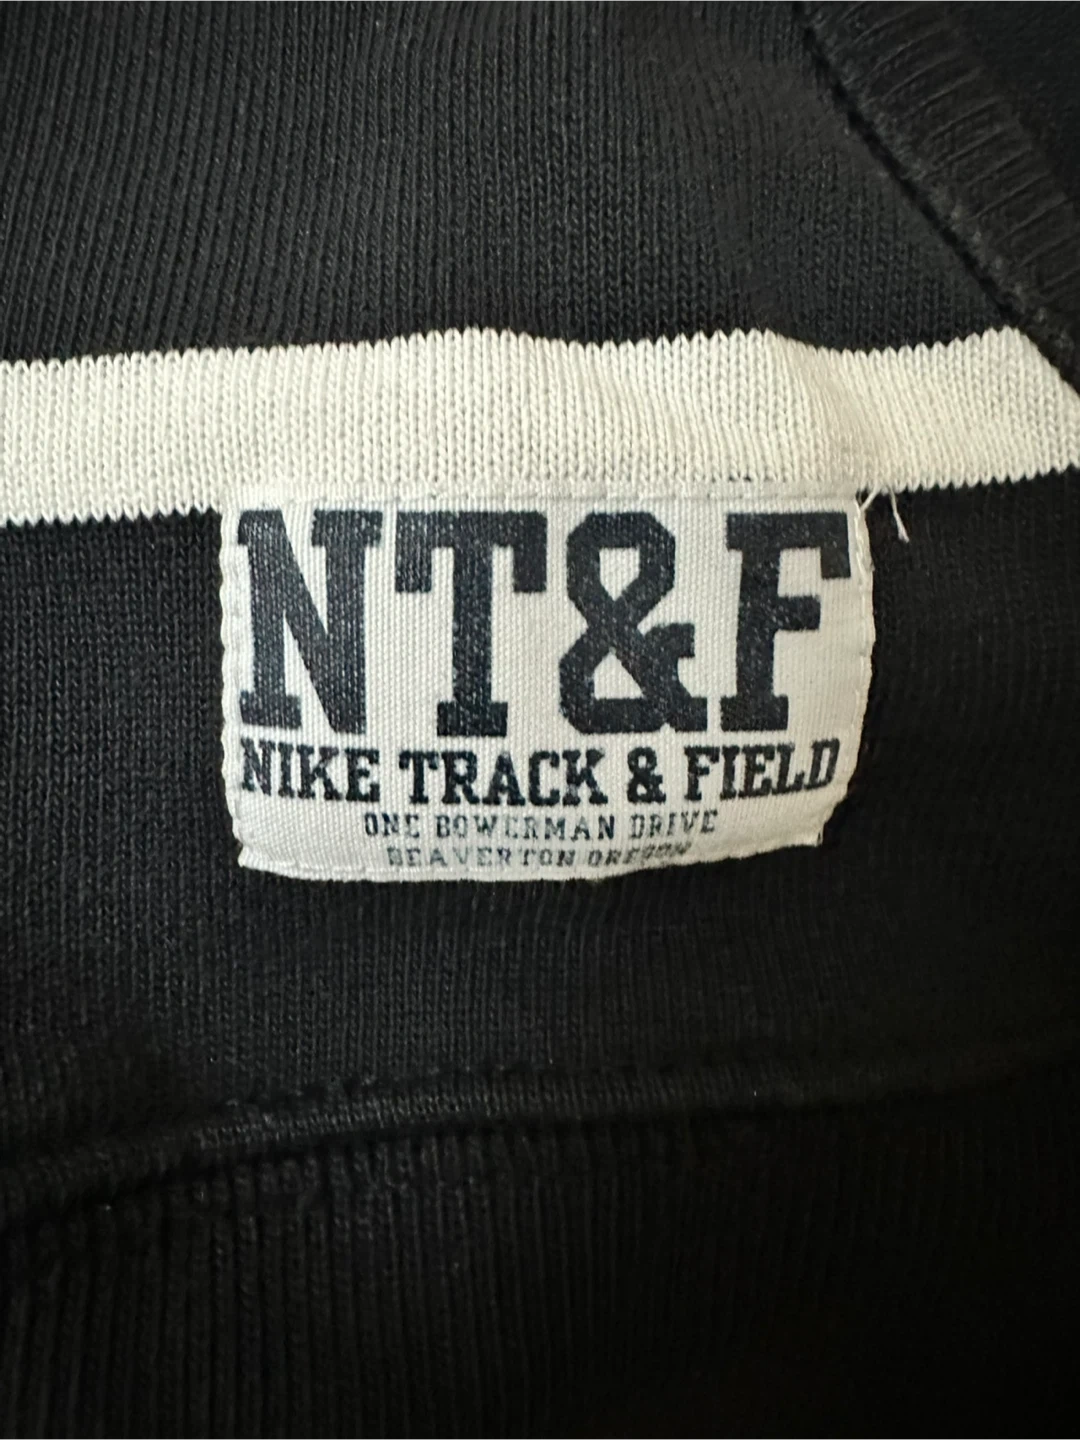 NT&F
NIKE TRACK & FIELD
ONE BOWERMAN DRIVE
BEAVERTON OREGON